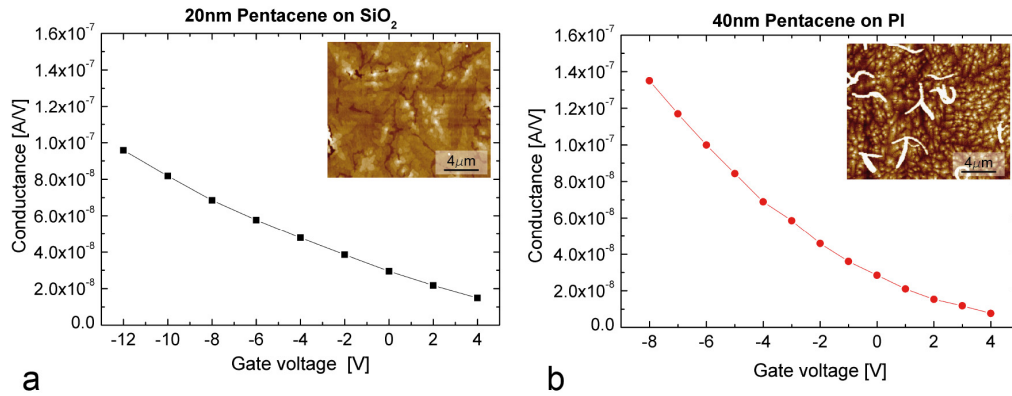 20nm Pentacene on SiO₂
1.6x10⁻⁷
1.4x10⁻⁷
1.2x10⁻⁷
1.0x10⁻⁷
8.0x10⁻⁸
6.0x10⁻⁸
4.0x10⁻⁸
2.0x10⁻⁸
0.0
Conductance [A/V]
4μm
-12 -10 -8 -6 -4 -2 0 2 4
Gate voltage [V]
a
40nm Pentacene on PI
1.6x10⁻⁷
1.4x10⁻⁷
1.2x10⁻⁷
1.0x10⁻⁷
8.0x10⁻⁸
6.0x10⁻⁸
4.0x10⁻⁸
2.0x10⁻⁸
0.0
Conductance [A/V]
4μm
-8 -6 -4 -2 0 2 4
Gate voltage [V]
b